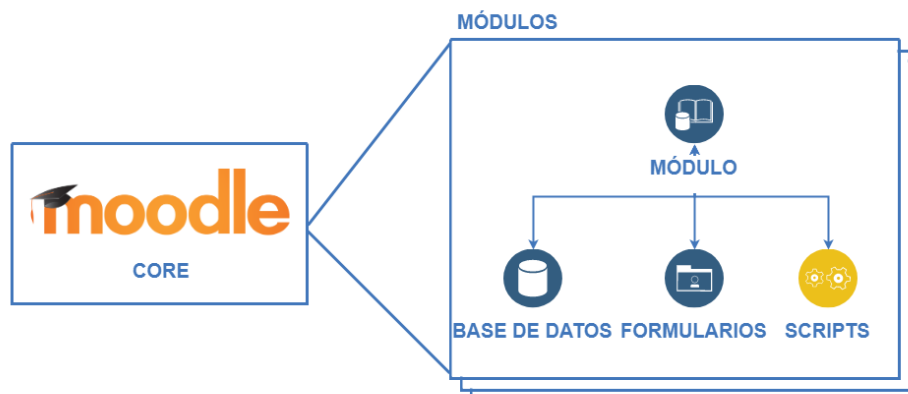 MÓDULOS
MÓDULO
moodle
CORE
BASE DE DATOS FORMULARIOS SCRIPTS